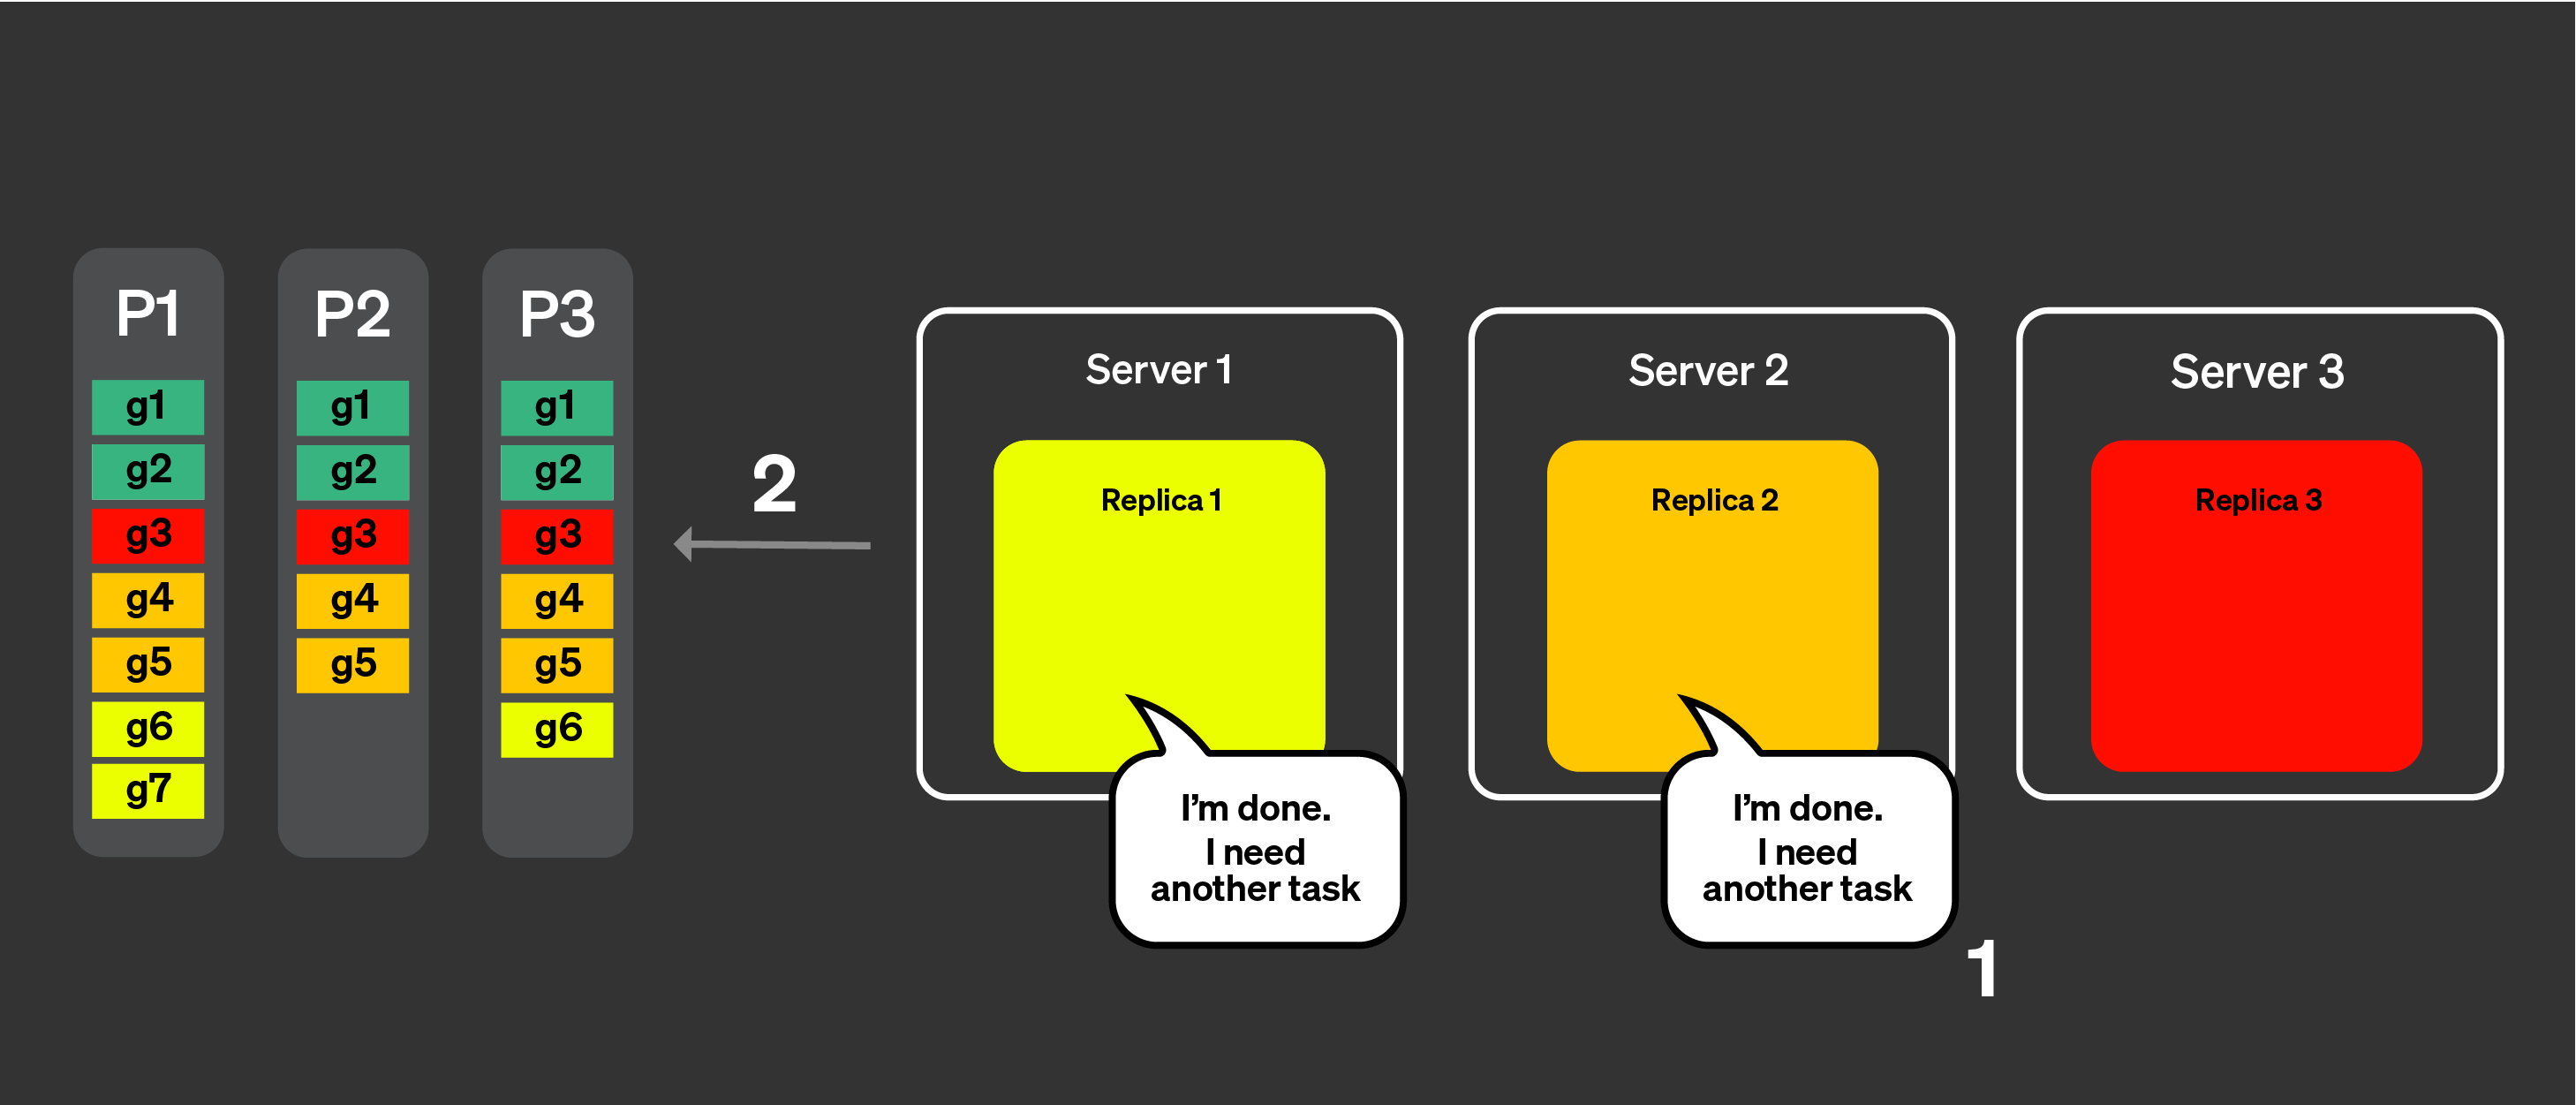 P1
g1
g2
g3
g4
g5
g6
g7
P2
g1
g2
g3
g4
g5
P3
g1
g2
g3
g4
g5
g6
2
Server 1
Replica 1
I'm done.
I need
another task
Server 2
Replica 2
I'm done.
I need
another task
1
Server 3
Replica 3